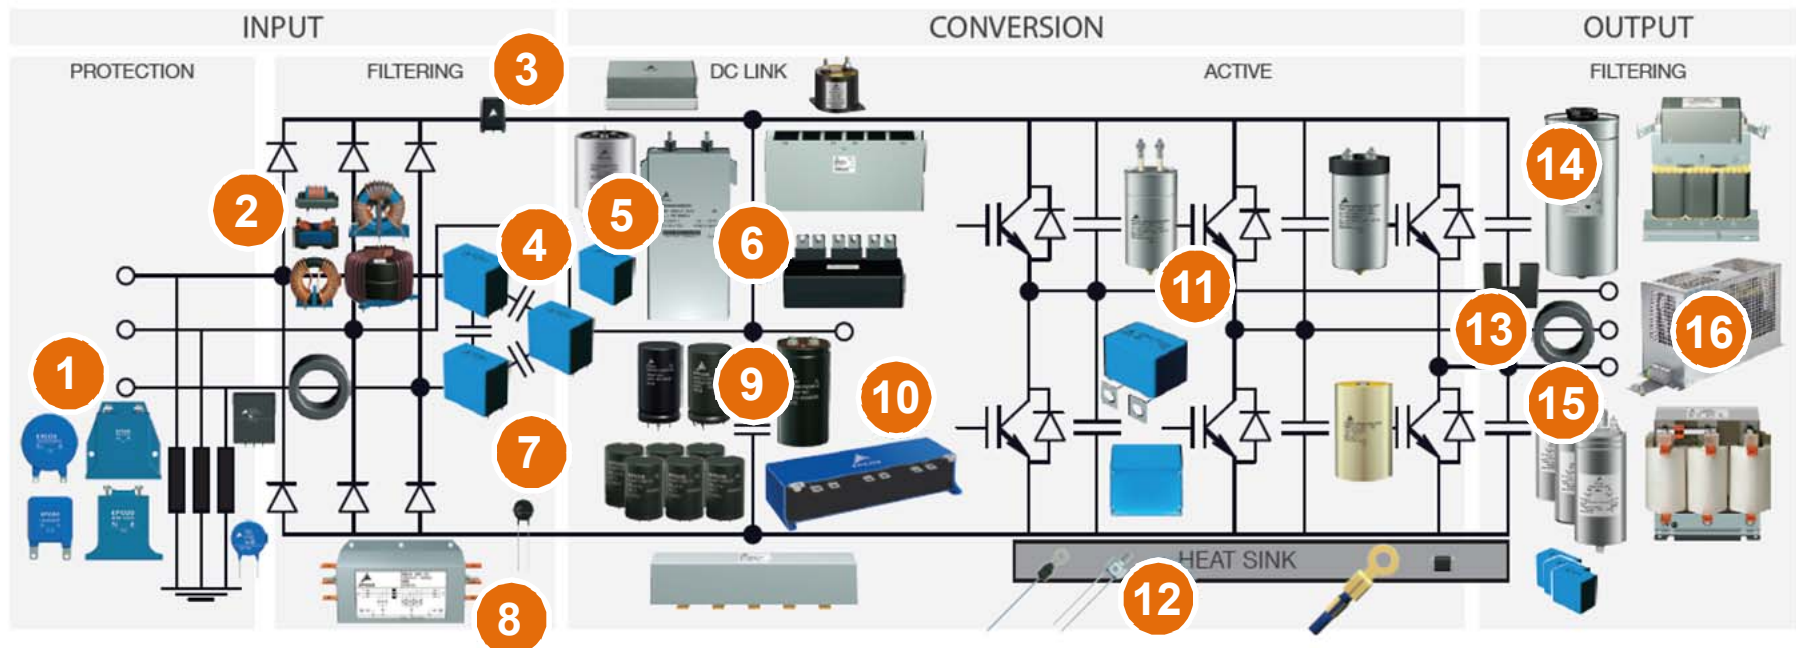 INPUT
CONVERSION
OUTPUT
PROTECTION
FILTERING
DC LINK
ACTIVE
FILTERING
3
14
2
5
4
6
11
13
16
1
9
10
15
7
EPCOS
HEAT SINK
12
8